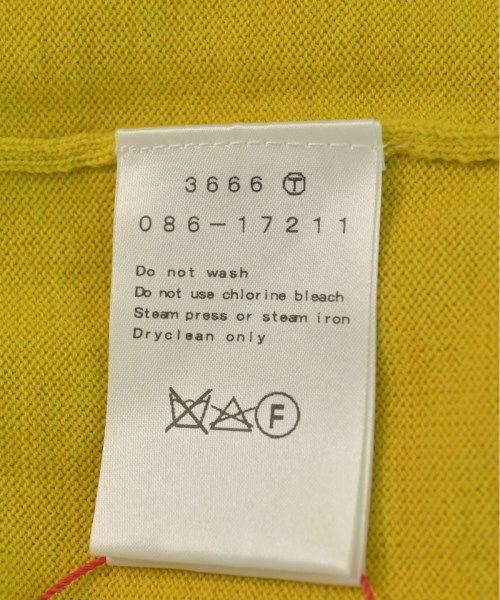 3666 Ⓣ
086-17211
Do not wash
Do not use chlorine bleach
Steam press or steam iron
Dryclean only
F